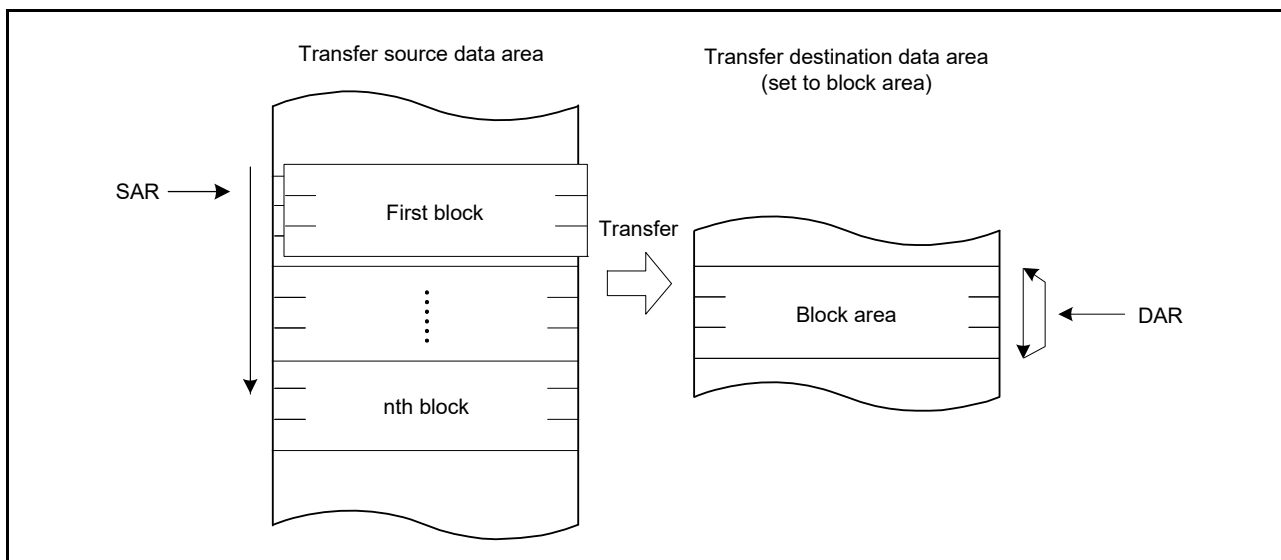 Transfer source data area
Transfer destination data area
(set to block area)
SAR
First block
Transfer
Block area
DAR
nth block